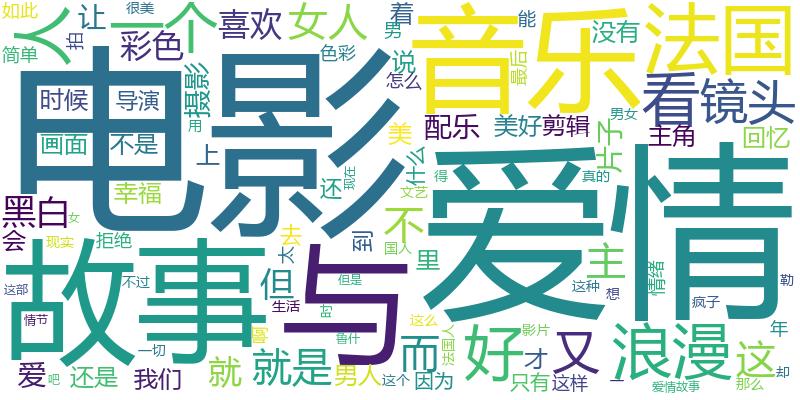 如此
人
一个
很美
让
拍
简单
彩色
喜欢
女人
着
男
说
能
没有
音乐
法国
色彩
怎么
最后
看
镜头
电影
时候
导演
摄影
用
画面
不是
上
美
配乐
美好
剪辑
男女
片子
主角
回忆
什么
还
现在
得
真的
文艺
幸福
黑白
女
会
现实
拒绝
爱情
不
国人
里
主
去
到
太
但
情绪
这种
想
勒
疯子
故事
与
这部
不过
生活
但是
情节
时
鲁什
这么
年
爱
吧
还是
一切
我们
就
就是
男人
这个
因为
而
法国人
好
影片
才
只有
又
这样
一
浪漫
爱情故事
这
那么
却